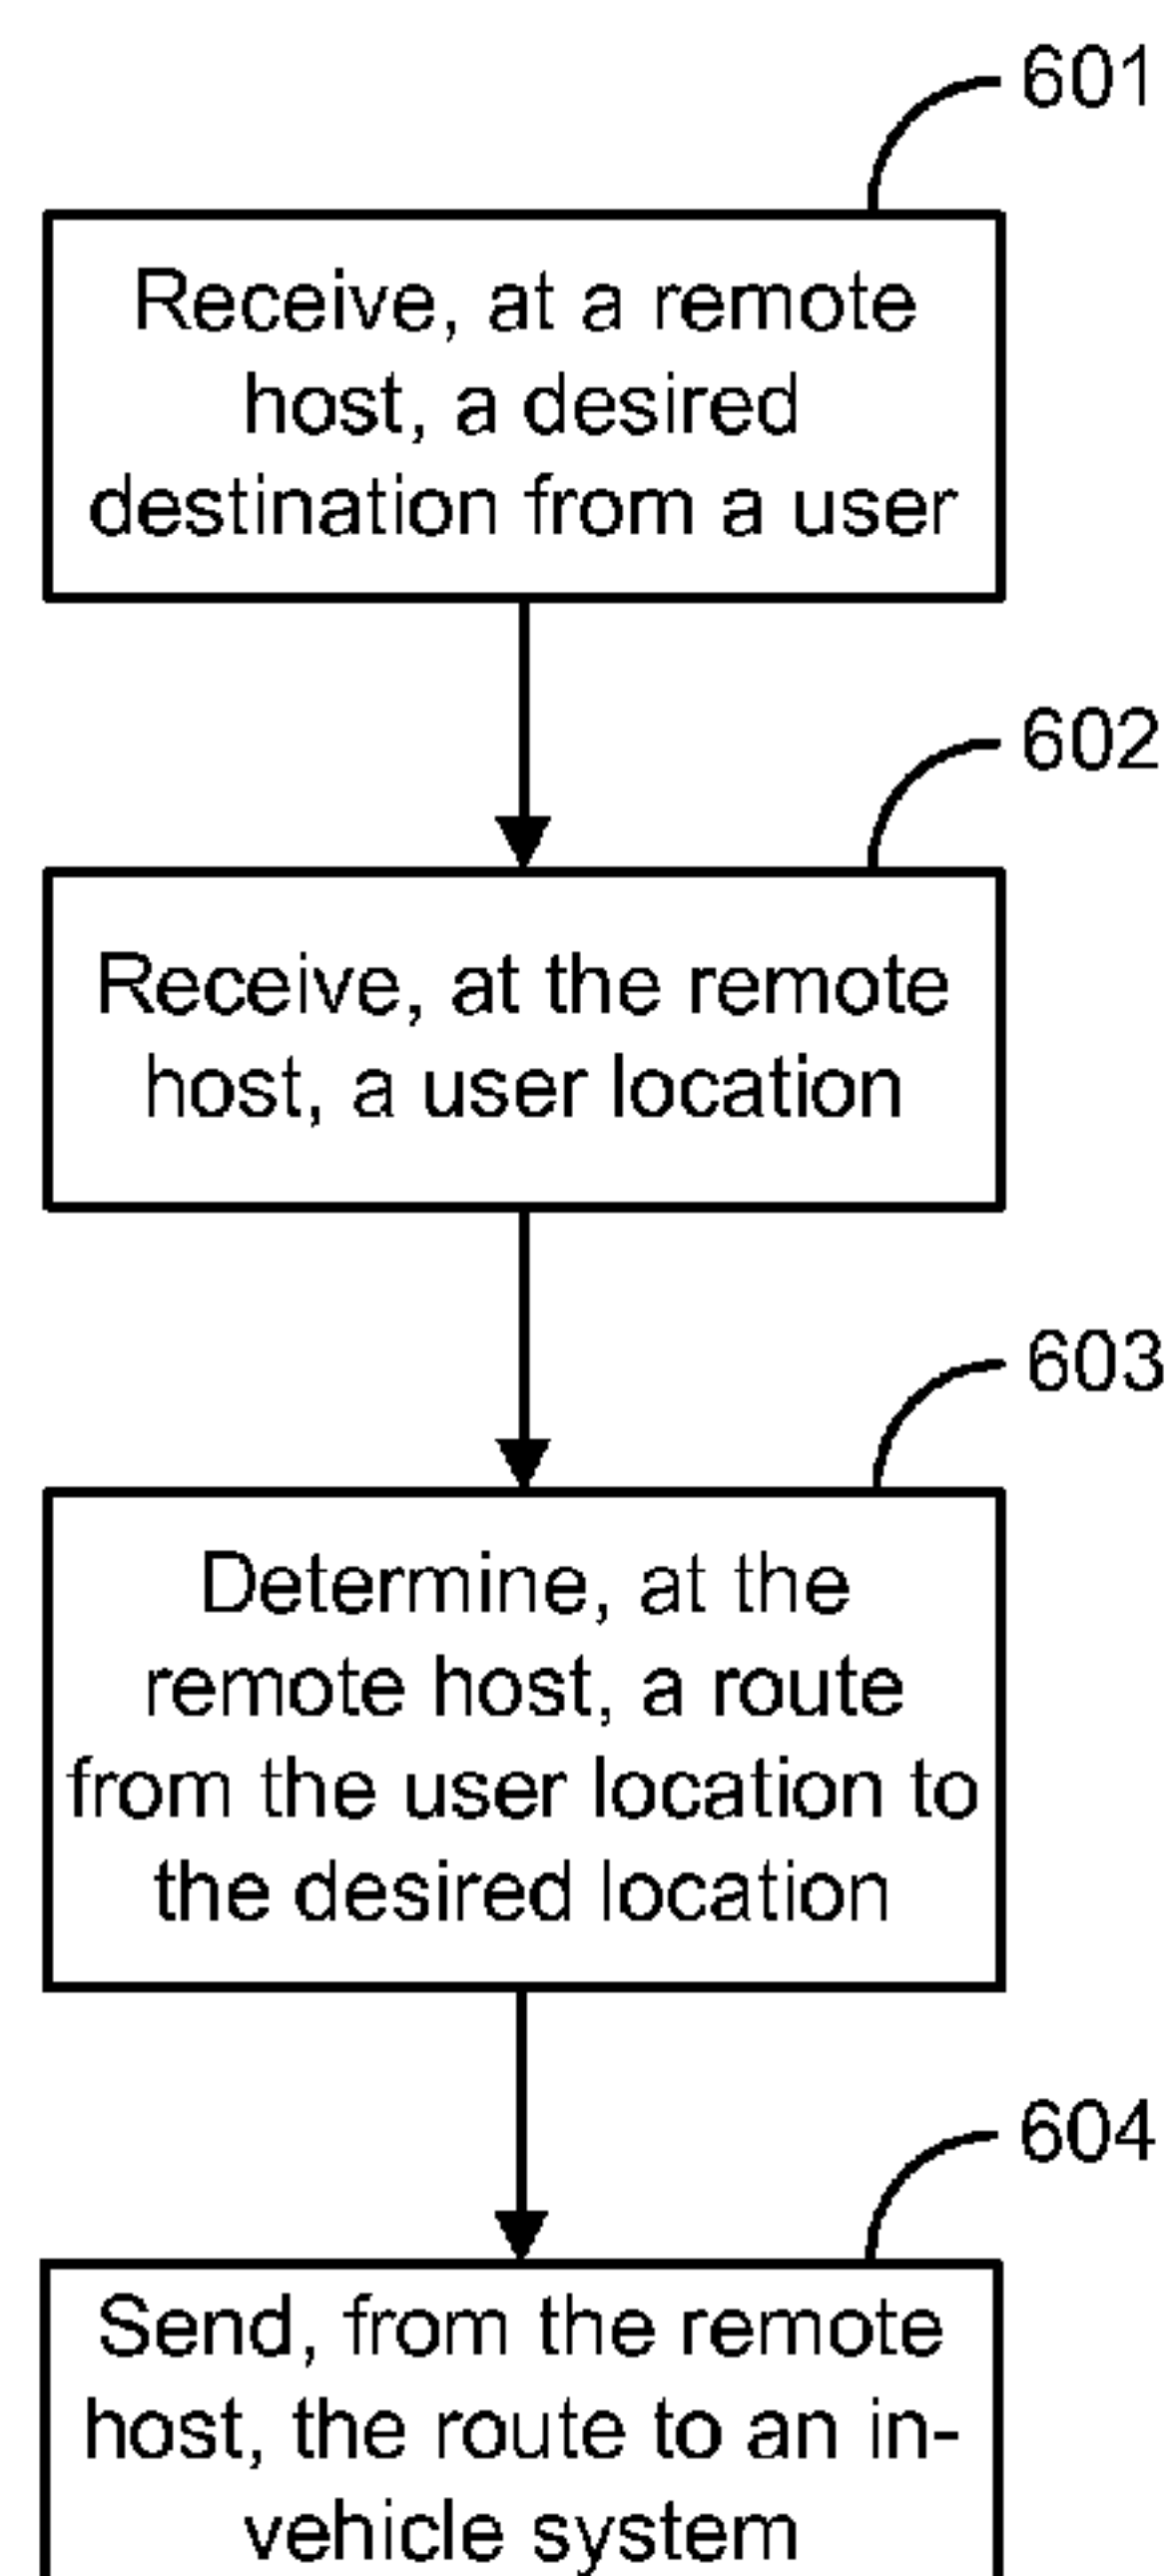 601
Receive, at a remote
host, a desired
destination from a user
602
Receive, at the remote
host, a user location
603
Determine, at the
remote host, a route
from the user location to
the desired location
604
Send, from the remote
host, the route to an in-
vehicle system